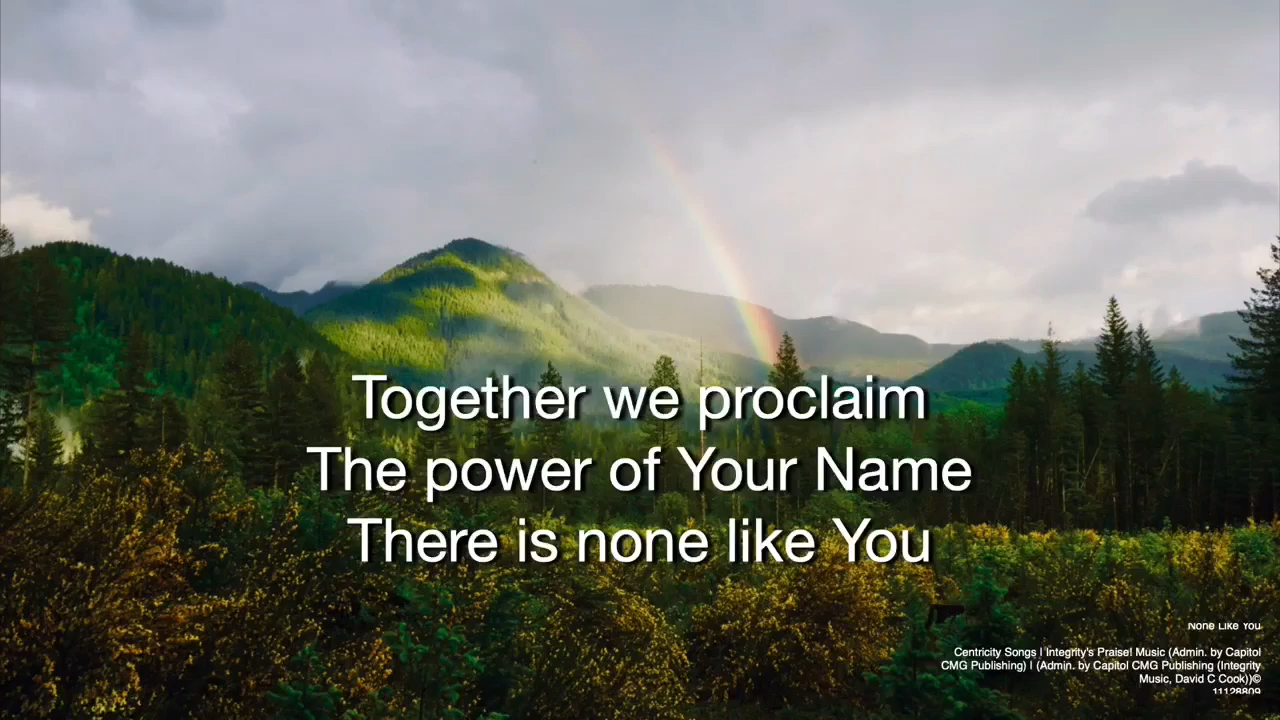 Together we proclaim
The power of Your Name
There is none like You
None Like You
Centricity Songs | Integrity's Praise! Music (Admin. by Capitol
CMG Publishing) | (Admin. by Capitol CMG Publishing (Integrity
Music, David C Cook))©
11128809